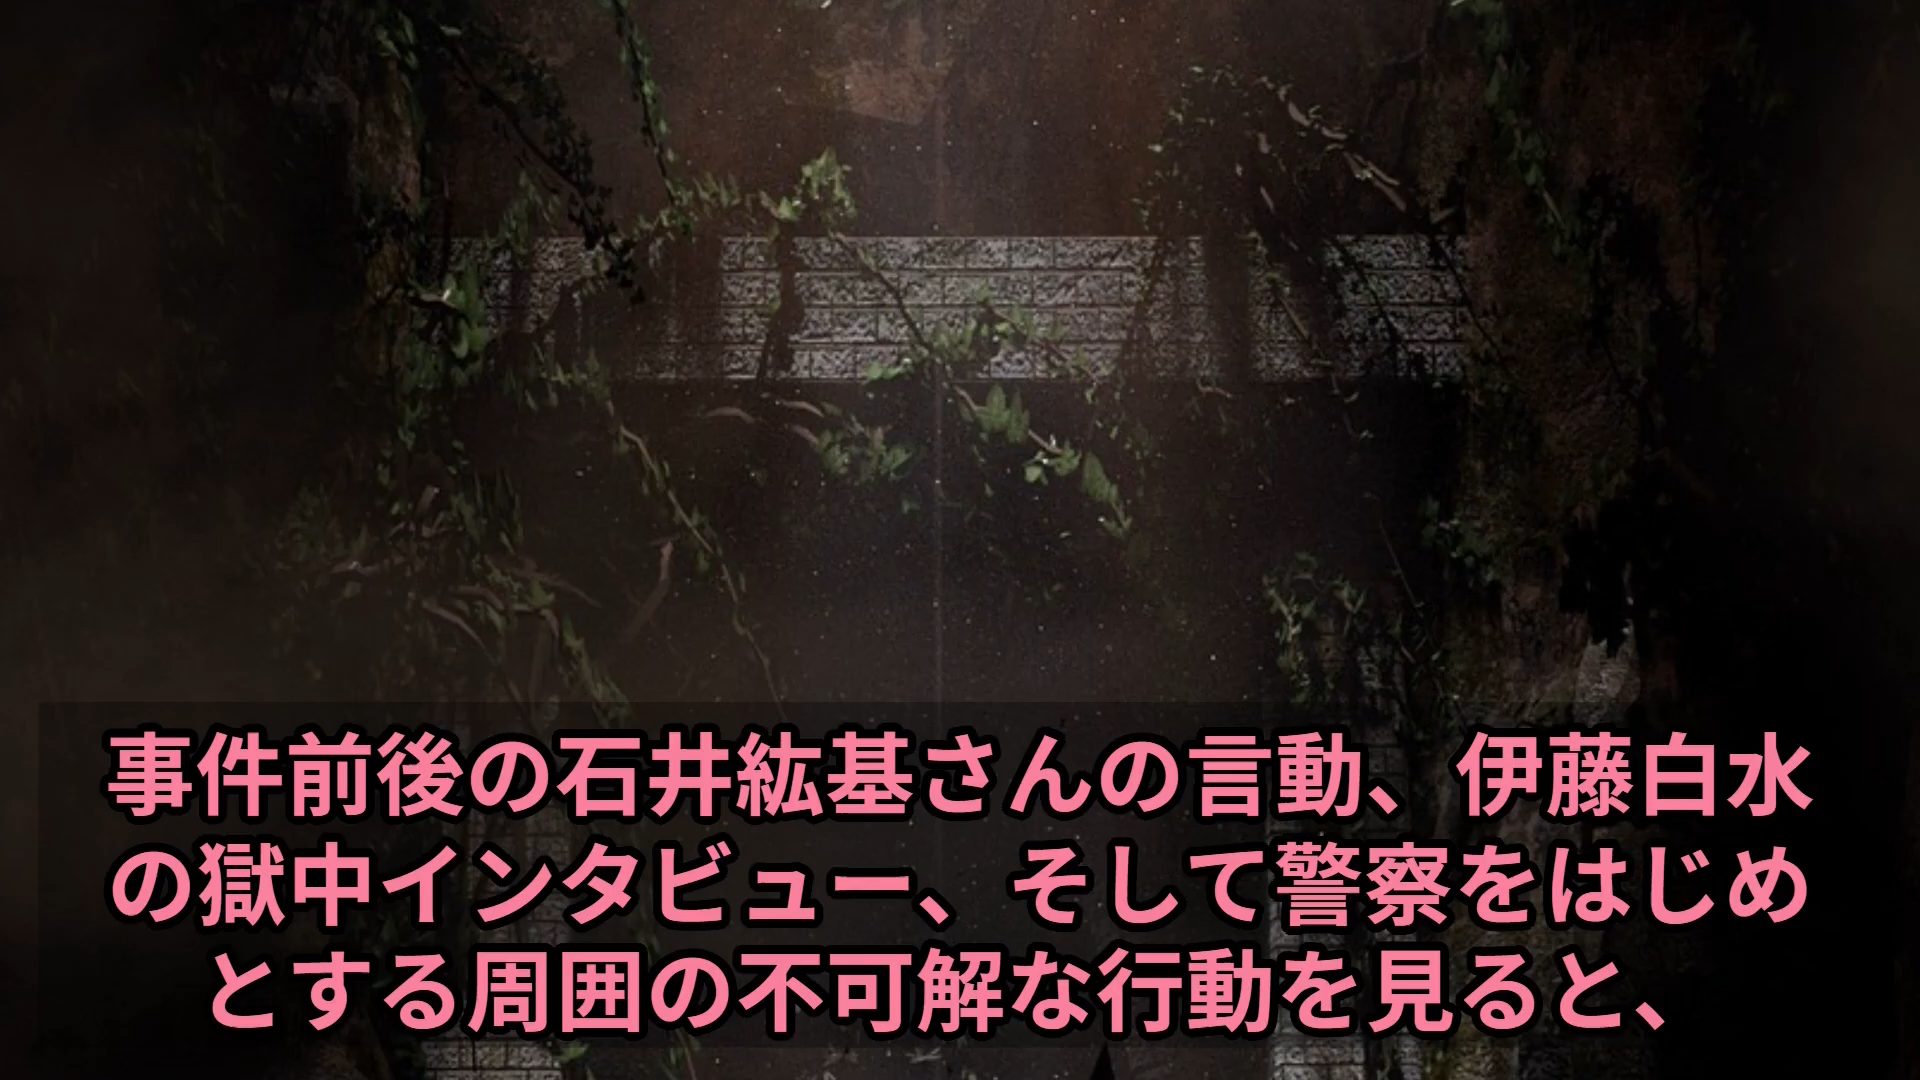 事件前後の石井紘基さんの言動、伊藤白水
の獄中インタビュー、そして警察をはじめ
とする周囲の不可解な行動を見ると、